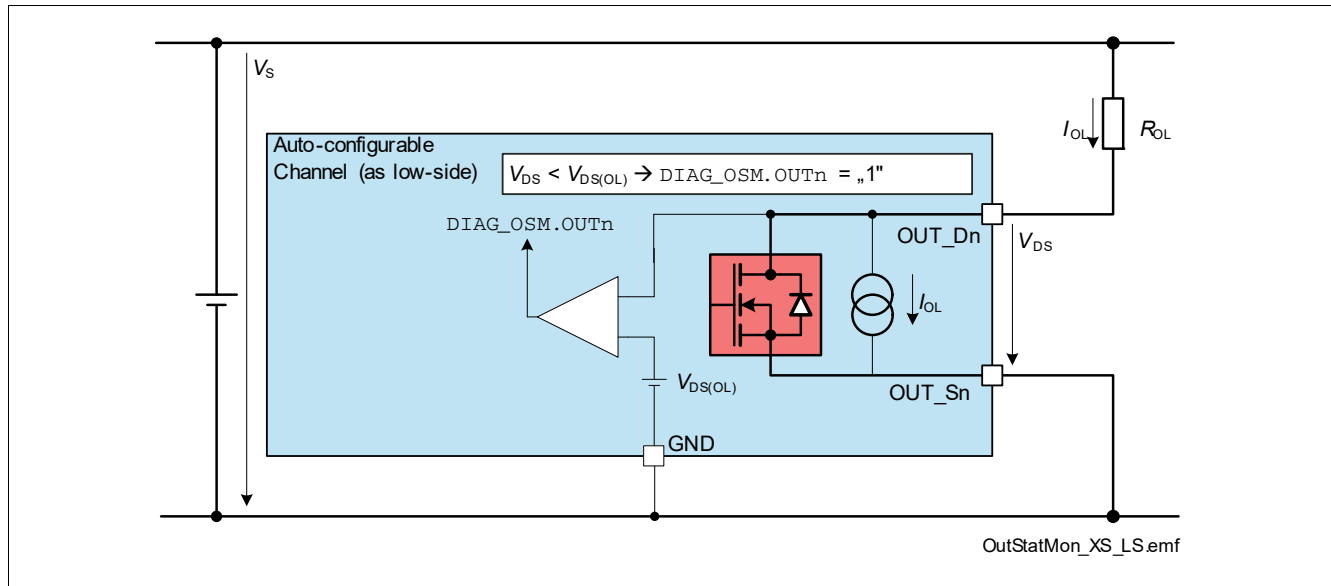 VS
Auto-configurable
Channel (as low-side)
VDS < VDS(OL) → DIAG_OSM.OUTn = „1"
IOL
ROL
DIAG_OSM.OUTn
OUT_Dn
VDS
IOL
VDS(OL)
OUT_Sn
GND
OutStatMon_XS_LS.emf